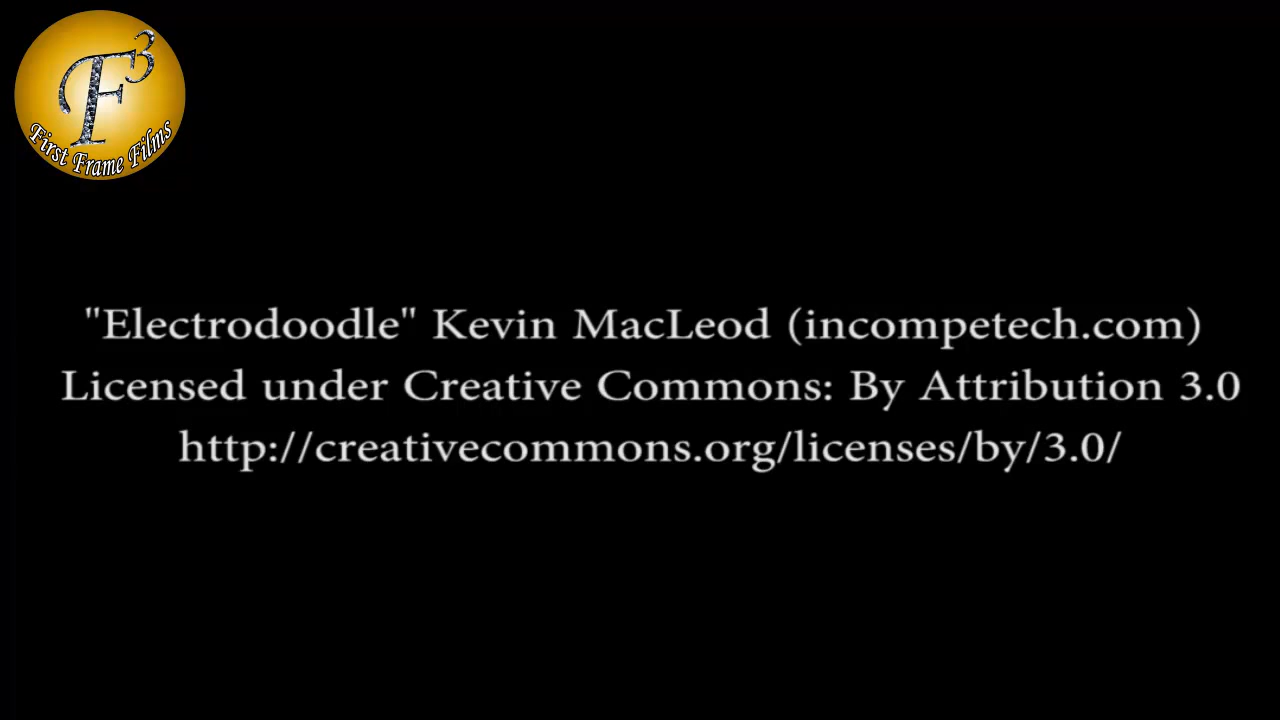 F3
First Frame Films
"Electrodoodle" Kevin MacLeod (incompetech.com)
Licensed under Creative Commons: By Attribution 3.0
http://creativecommons.org/licenses/by/3.0/